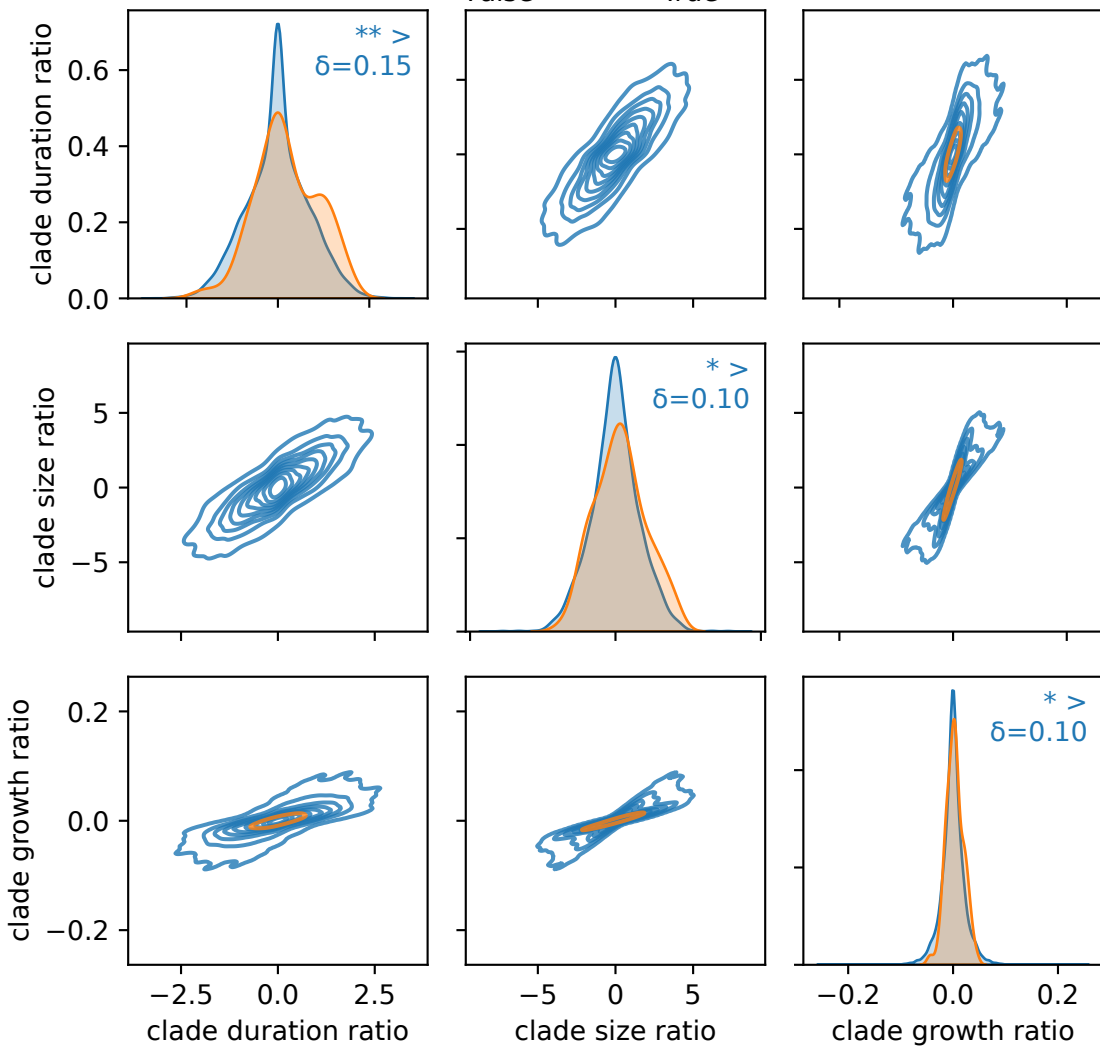 True
clade duration ratio
0.6
0.4
0.2
0.0
** >
δ=0.15
clade size ratio
5
0
−5
* >
δ=0.10
clade growth ratio
0.2
0.0
−0.2
* >
δ=0.10
−2.5 0.0 2.5
−5 0 5
−0.2 0.0 0.2
clade duration ratio
clade size ratio
clade growth ratio